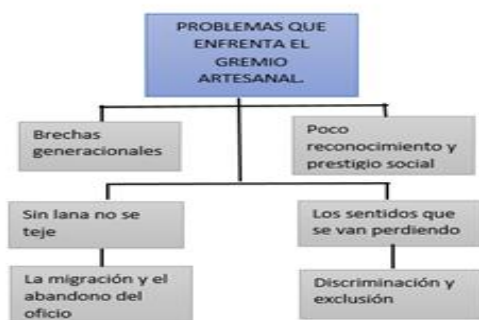 PROBLEMAS QUE
ENFRENTA EL
GREMIO
ARTESANAL.
Brechas
generacionales
Poco
reconocimiento y
prestigio social
Sin lana no se
teje
Los sentidos que
se van perdiendo
La migración y el
abandono del
oficio
Discriminación y
exclusión